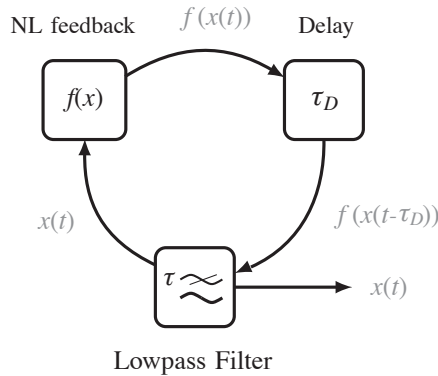 NL feedback
f(x(t))
Delay
f(x)
τD
x(t)
f(x(t-τD))
τ
x(t)
Lowpass Filter